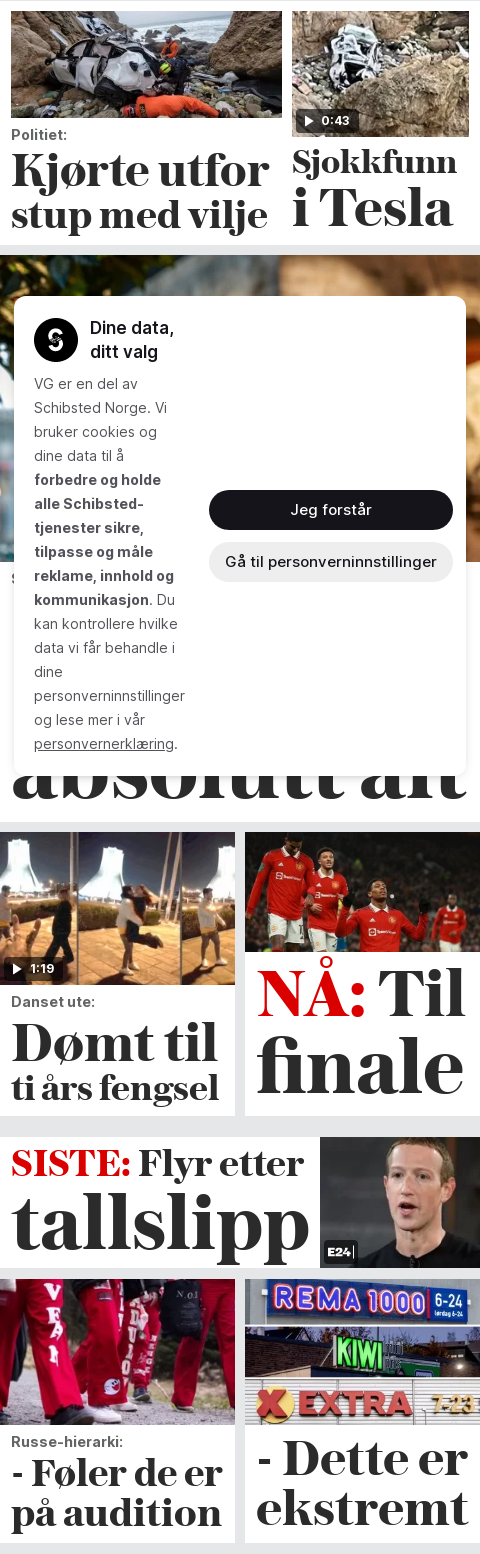 Politiet:
Kjørte utfor
stup med vilje
0:43
Sjokkfunn
i Tesla
Dine data,
ditt valg
VG er en del av
Schibsted Norge. Vi
bruker cookies og
dine data til å
forbedre og holde
alle Schibsted-
tjenester sikre,
tilpasse og måle
reklame, innhold og
kommunikasjon. Du
kan kontrollere hvilke
data vi får behandle i
dine
personverninnstillinger
og lese mer i vår
personvernerklæring.
Jeg forstår
Gå til personverninnstillinger
absolutt alt
1:19
Danset ute:
Dømt til
ti års fengsel
NÅ: Til
finale
SISTE: Flyr etter
tallslipp
E24
Russe-hierarki:
- Føler de er
på audition
REMA 1000
6-24
lørdag 6-24
KIWI
EXTRA
7-23
- Dette er
ekstremt